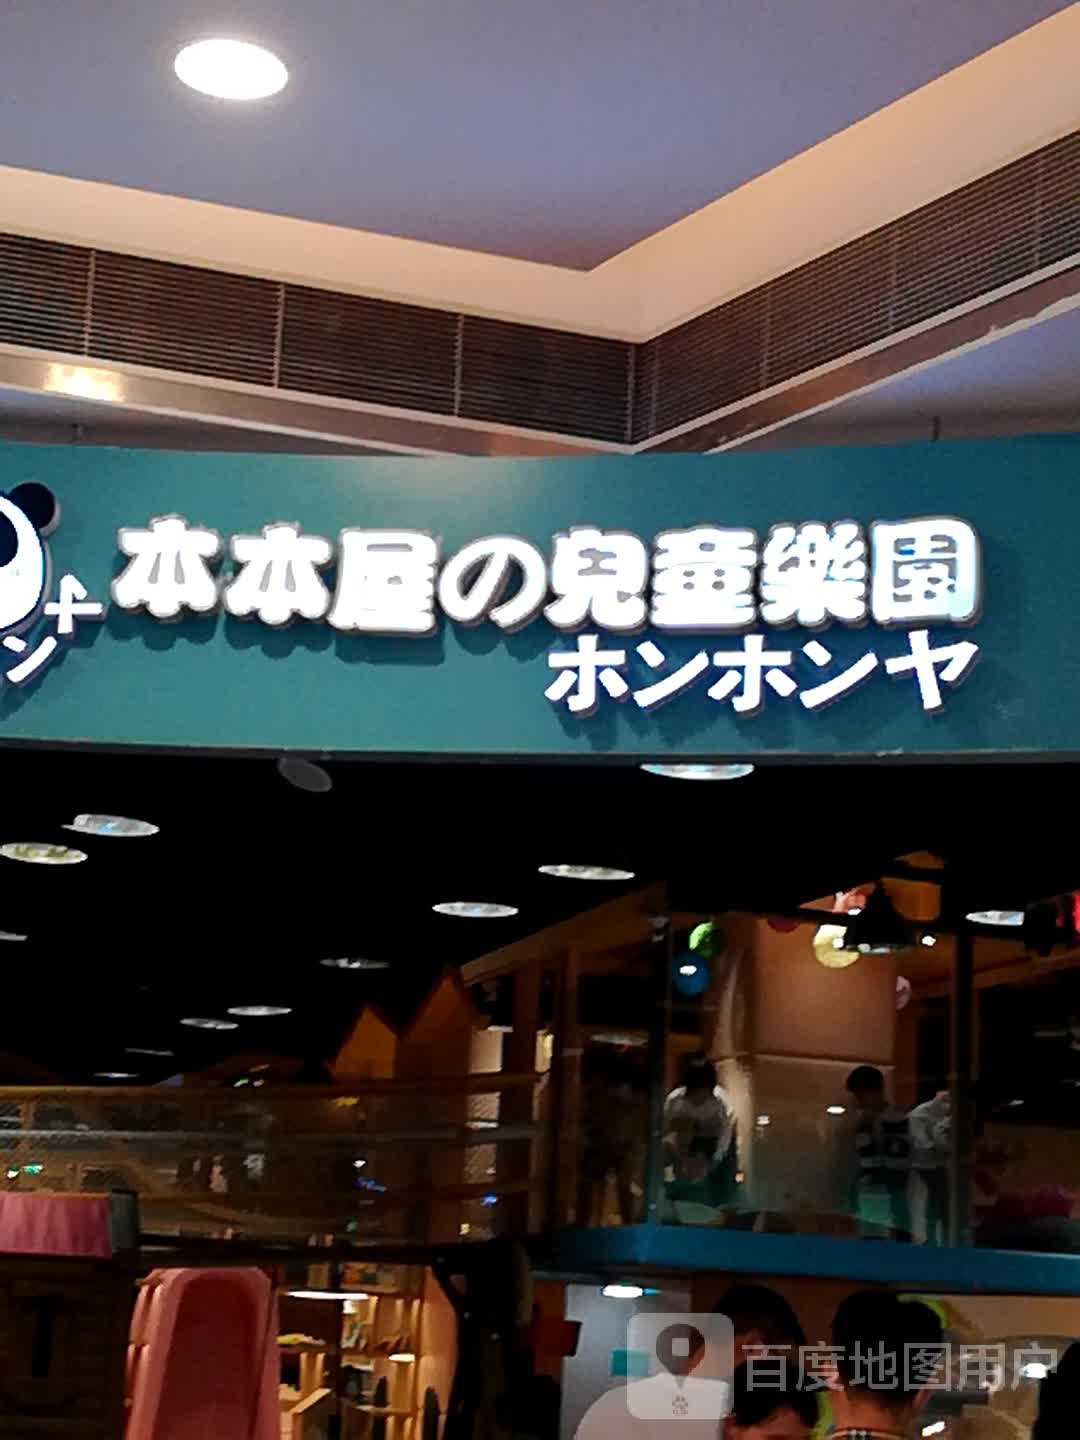 本本屋の兒童樂園
ン
ホンホンヤ
百度地图用户